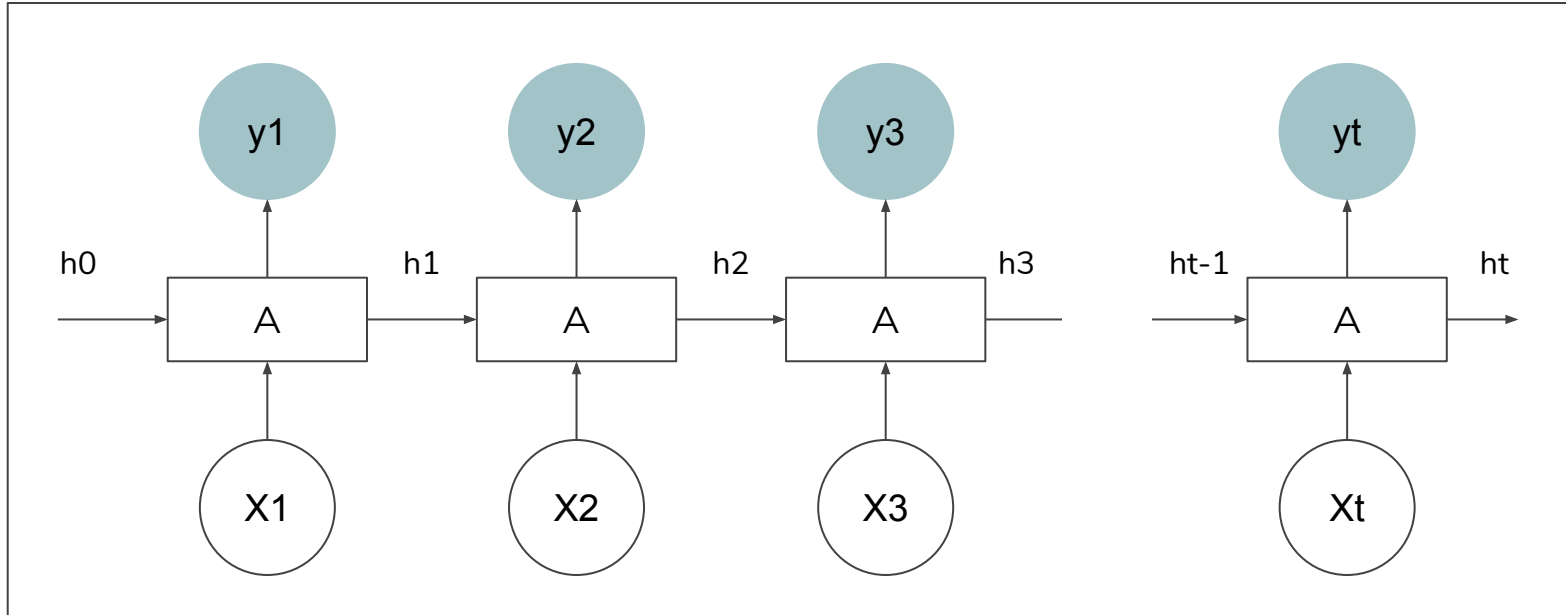 y1 y2 y3 yt
h0 h1 h2 h3 ht-1 ht
A A A A
X1 X2 X3 Xt